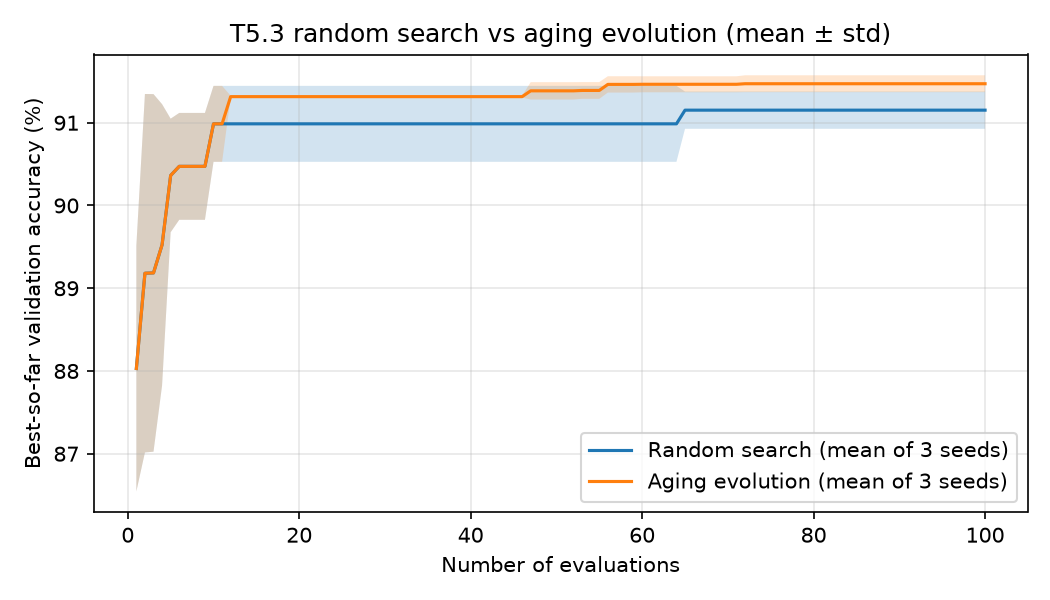 T5.3 random search vs aging evolution (mean ± std)
Best-so-far validation accuracy (%)
91
90
89
88
87
Random search (mean of 3 seeds)
Aging evolution (mean of 3 seeds)
0 20 40 60 80 100
Number of evaluations